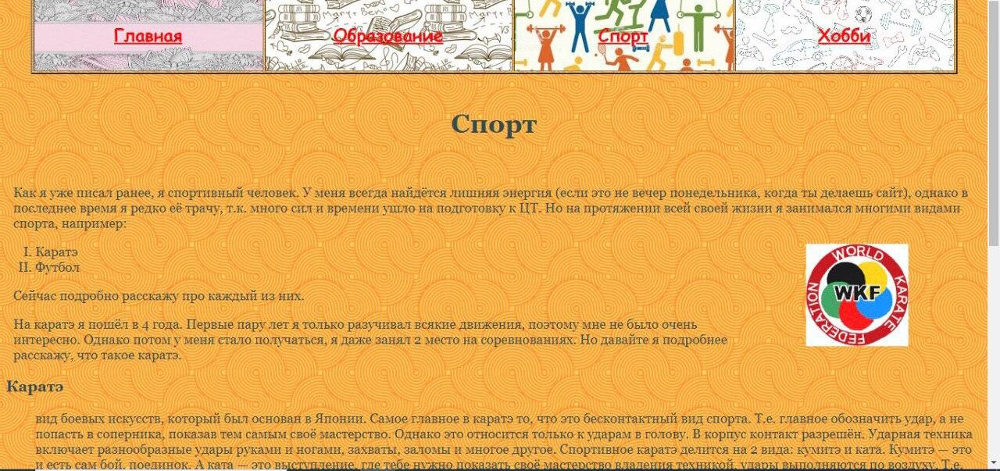 Главная
Образование
Спорт
Хобби
Спорт
Как я уже писал ранее, я спортивный человек. У меня всегда найдётся лишняя энергия (если это не вечер понедельника, когда ты делаешь сайт), однако в
последнее время я редко её трачу, т.к. много сил и времени ушло на подготовку к ЦТ. Но на протяжении всей своей жизни я занимался многими видами
спорта, например:
I. Каратэ
II. Футбол
WORLD KARATE FEDERATION
WKF
Сейчас подробно расскажу про каждый из них.
На каратэ я пошёл в 4 года. Первые пару лет я только разучивал всякие движения, поэтому мне не было очень
интересно. Однако потом у меня стало получаться, я даже занял 2 место на соревнованиях. Но давайте я подробнее
расскажу, что такое каратэ.
Каратэ
вид боевых искусств, который был основан в Японии. Самое главное в каратэ то, что это бесконтактный вид спорта. Т.е. главное обозначить удар, а не
попасть в соперника, показав тем самым своё мастерство. Однако это относится только к ударам в голову. В корпус контакт разрешён. Ударная техника
включает разнообразные удары руками и ногами, захваты, заломы и многое другое. Спортивное каратэ делится на 2 вида: кумитэ и ката. Кумитэ — это
и есть сам бой, поединок. А ката — это выступление, где тебе нужно показать своё мастерство владения техникой, удары выполняются по воздуху. Т.е.